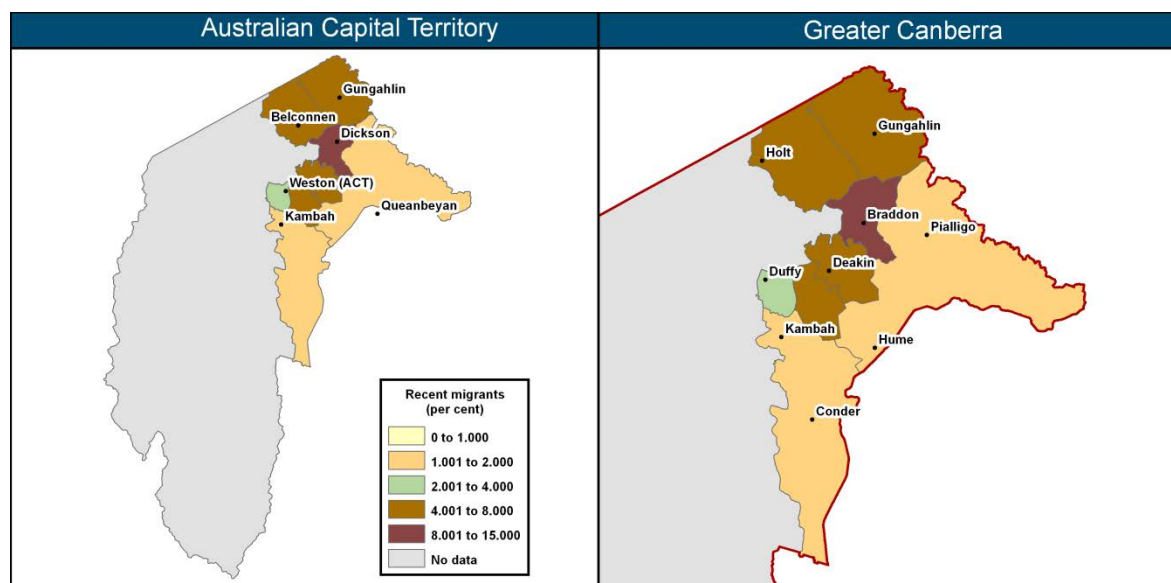 Australian Capital Territory
Greater Canberra
Gungahlin
Belconnen
Dickson
Weston (ACT)
Queanbeyan
Kambah
Recent migrants
(per cent)
0 to 1.000
1.001 to 2.000
2.001 to 4.000
4.001 to 8.000
8.001 to 15.000
No data
Gungahlin
Holt
Braddon
Pialligo
Deakin
Duffy
Kambah
Hume
Conder